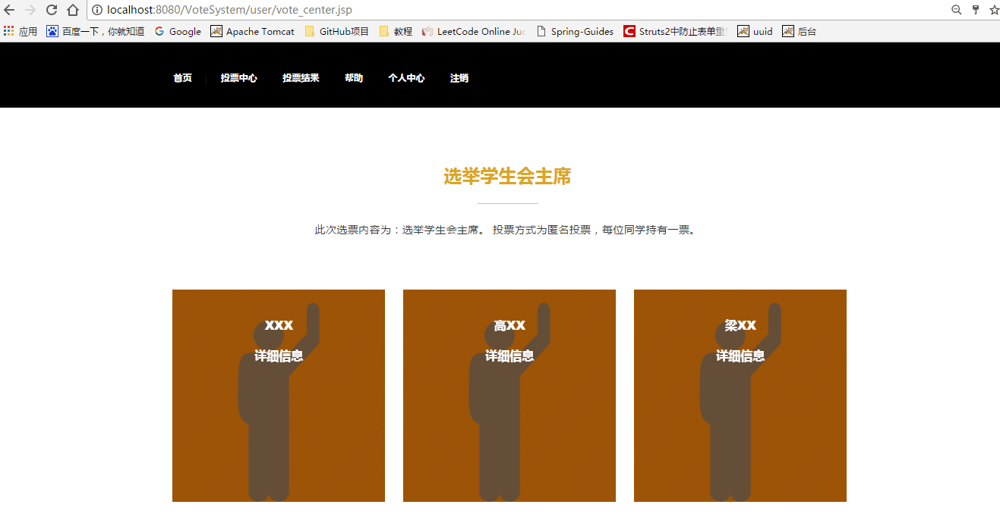 localhost:8080/VoteSystem/user/vote_center.jsp
应用 百度一下，你就知道 Google Apache Tomcat GitHub项目 教程 LeetCode Online Ju Spring-Guides Struts2中防止表单重 uuid 后台
首页 投票中心 投票结果 帮助 个人中心 注销
选举学生会主席
此次选票内容为：选举学生会主席。 投票方式为匿名投票，每位同学持有一票。
XXX 高XX 梁XX
详细信息 详细信息 详细信息